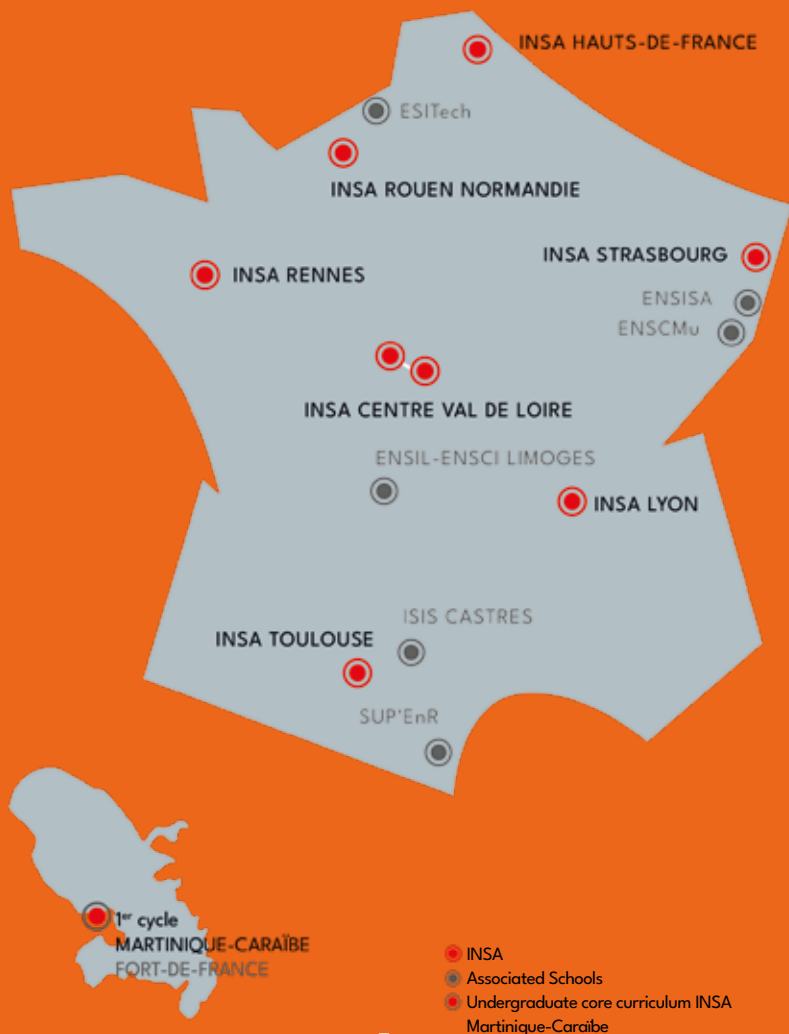 INSA HAUTS-DE-FRANCE
ESITech
INSA ROUEN NORMANDIE
INSA STRASBOURG
INSA RENNES
ENSISA
ENSCMu
INSA CENTRE VAL DE LOIRE
ENSIL-ENSCI LIMOGES
INSA LYON
ISIS CASTRES
INSA TOULOUSE
SUP'EnR
1er cycle
MARTINIQUE-CARAÏBE
FORT-DE-FRANCE
INSA
Associated Schools
Undergraduate core curriculum INSA
Martinique-Caraïbe